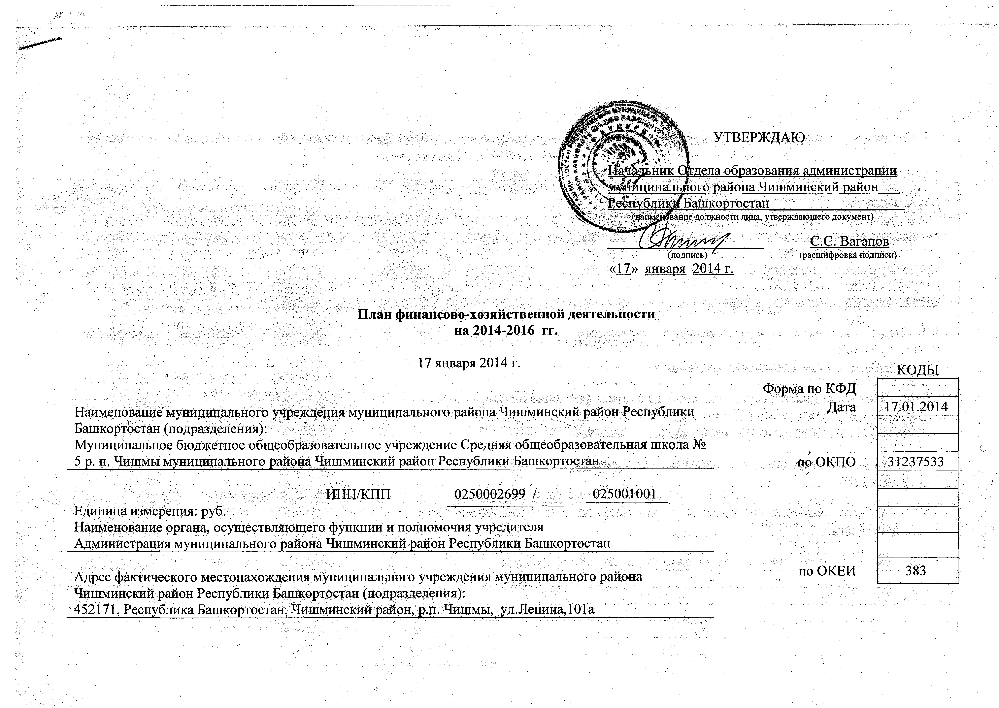 УТВЕРЖДАЮ
Начальник Отдела образования администрации
муниципального района Чишминский район
Республики Башкортостан
(наименование должности лица, утверждающего документ)
С.С. Вагапов
(подпись) (расшифровка подписи)
«17» января 2014 г.
План финансово-хозяйственной деятельности
на 2014-2016 гг.
17 января 2014 г.
КОДЫ
Форма по КФД
Дата 17.01.2014
Наименование муниципального учреждения муниципального района Чишминский район Республики
Башкортостан (подразделения):
Муниципальное бюджетное общеобразовательное учреждение Средняя общеобразовательная школа №
5 р. п. Чишмы муниципального района Чишминский район Республики Башкортостан
по ОКПО 31237533
ИНН/КПП 0250002699 / 025001001
Единица измерения: руб.
Наименование органа, осуществляющего функции и полномочия учредителя
Администрация муниципального района Чишминский район Республики Башкортостан
по ОКЕИ 383
Адрес фактического местонахождения муниципального учреждения муниципального района
Чишминский район Республики Башкортостан (подразделения):
452171, Республика Башкортостан, Чишминский район, р.п. Чишмы, ул.Ленина,101а